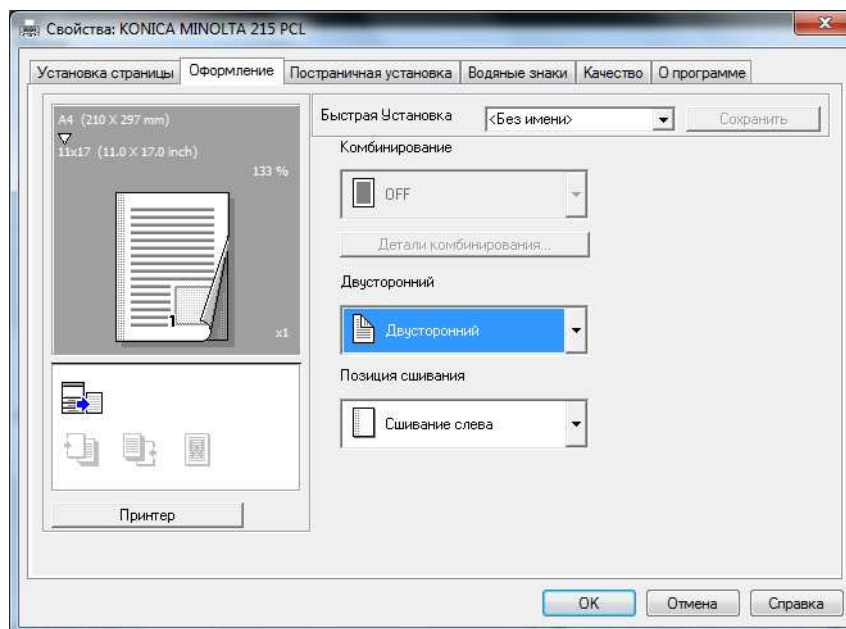 Свойства: KONICA MINOLTA 215 PCL
Установка страницы Оформление Постраничная установка Водяные знаки Качество О программе
A4 (210 X 297 mm)
11x17 (11.0 X 17.0 inch)
133 %
1
x1
Принтер
Быстрая Установка <Без имени> Сохранить
Комбинирование
OFF
Детали комбинирования...
Двусторонний
Двусторонний
Позиция сшивания
Сшивание слева
OK Отмена Справка